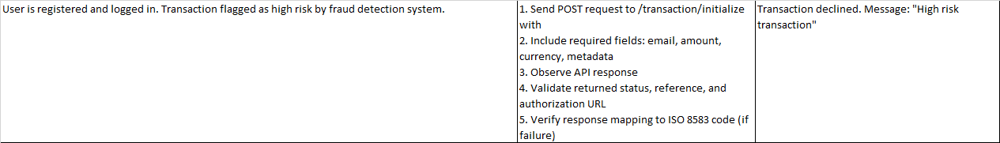 User is registered and logged in. Transaction flagged as high risk by fraud detection system.
1. Send POST request to /transaction/initialize
with
2. Include required fields: email, amount,
currency, metadata
3. Observe API response
4. Validate returned status, reference, and
authorization URL
5. Verify response mapping to ISO 8583 code (if
failure)
Transaction declined. Message: "High risk
transaction"